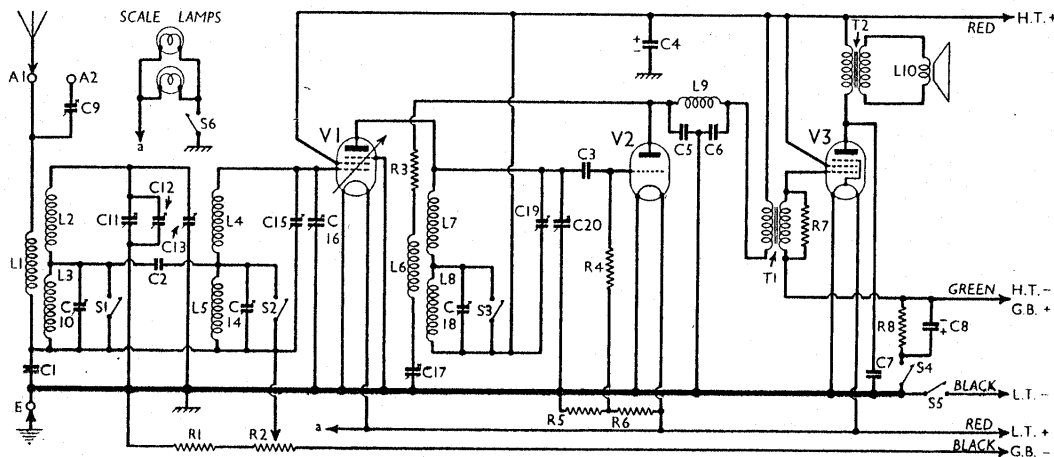 SCALE LAMPS
H.T.+
RED
T2
A1
A2
C4
L10
C9
L9
S6
a
V1
V2
V3
C5
C6
C3
R3
C12
C11
C13
L2
L4
C15
C
16
L7
C19
C20
R7
L1
L3
C2
L6
R4
T1
L5
L8
C
10
S1
C
14
S2
C
18
S3
GREEN
H.T.-
G.B.+
R8
C8
C1
C17
C7
S4
E
BLACK
L.T.-
S5
R5
R6
a
RED
L.T.+
R1
R2
BLACK
G.B.-